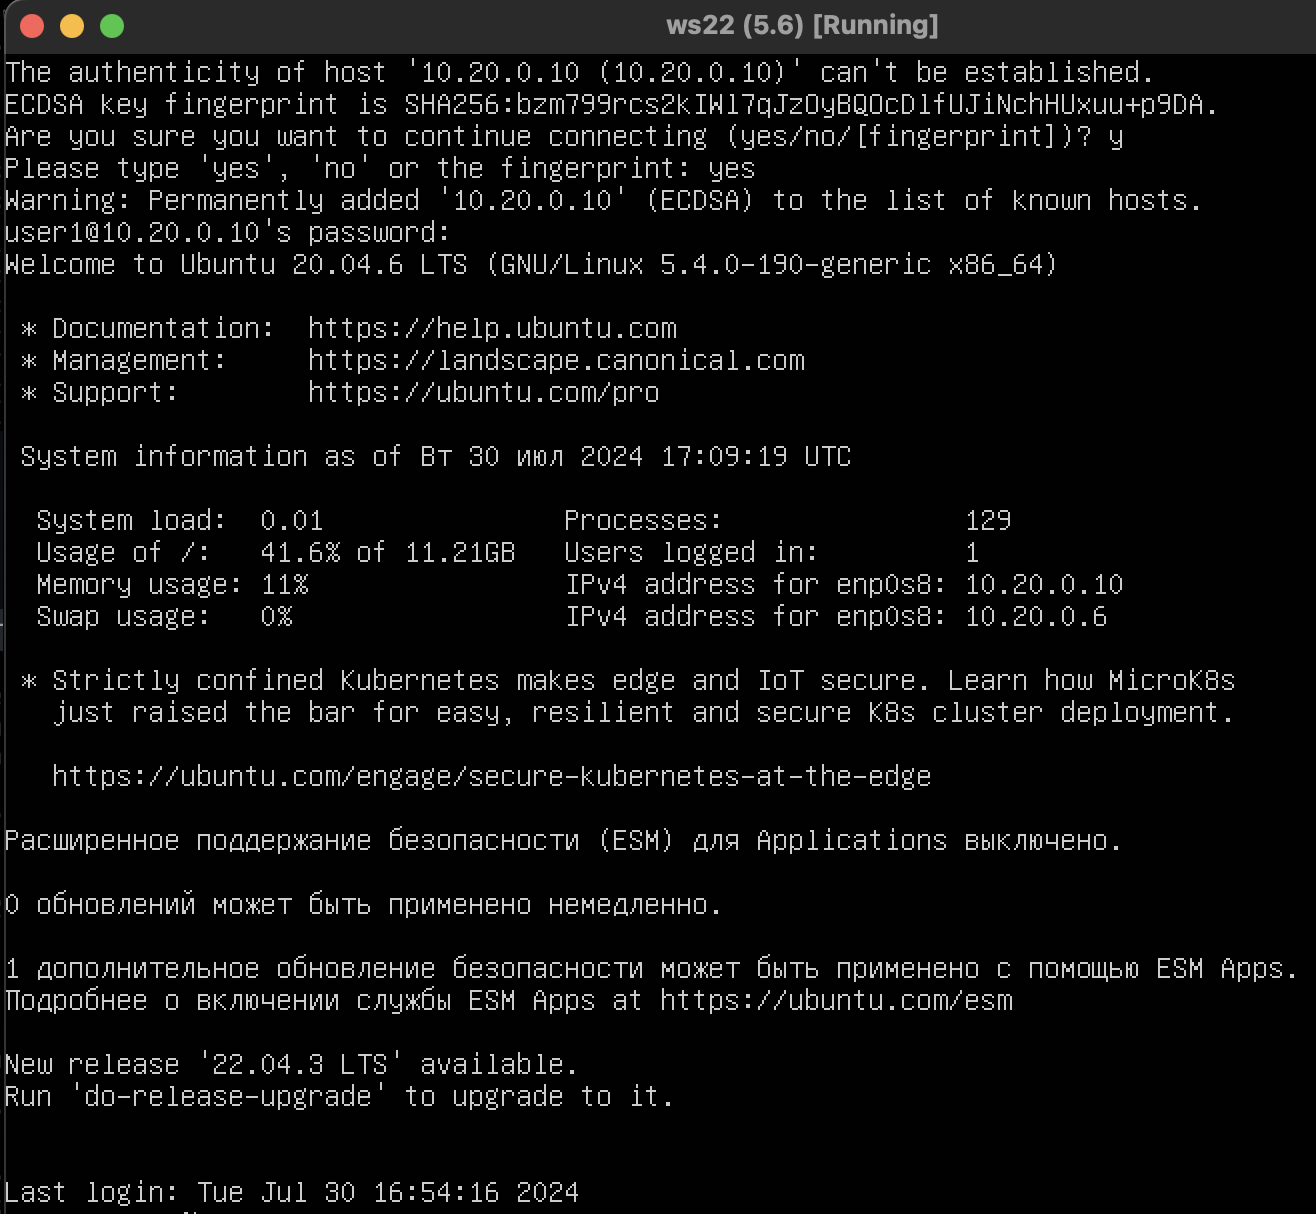 ws22 (5.6) [Running]
The authenticity of host '10.20.0.10 (10.20.0.10)' can't be established.
ECDSA key fingerprint is SHA256:bzm799rcs2kIWl7qJzOyBQOcDlfUJiNchHUxuu+p9DA.
Are you sure you want to continue connecting (yes/no/[fingerprint])? y
Please type 'yes', 'no' or the fingerprint: yes
Warning: Permanently added '10.20.0.10' (ECDSA) to the list of known hosts.
user1@10.20.0.10's password:
Welcome to Ubuntu 20.04.6 LTS (GNU/Linux 5.4.0-190-generic x86_64)
* Documentation: https://help.ubuntu.com
* Management: https://landscape.canonical.com
* Support: https://ubuntu.com/pro
System information as of Вт 30 июл 2024 17:09:19 UTC
System load: 0.01 Processes: 129
Usage of /: 41.6% of 11.21GB Users logged in: 1
Memory usage: 11% IPv4 address for enp0s8: 10.20.0.10
Swap usage: 0% IPv4 address for enp0s8: 10.20.0.6
* Strictly confined Kubernetes makes edge and IoT secure. Learn how MicroK8s
just raised the bar for easy, resilient and secure K8s cluster deployment.
https://ubuntu.com/engage/secure-kubernetes-at-the-edge
Расширенное поддержание безопасности (ESM) для Applications выключено.
0 обновлений может быть применено немедленно.
1 дополнительное обновление безопасности может быть применено с помощью ESM Apps.
Подробнее о включении службы ESM Apps at https://ubuntu.com/esm
New release '22.04.3 LTS' available.
Run 'do-release-upgrade' to upgrade to it.
Last login: Tue Jul 30 16:54:16 2024